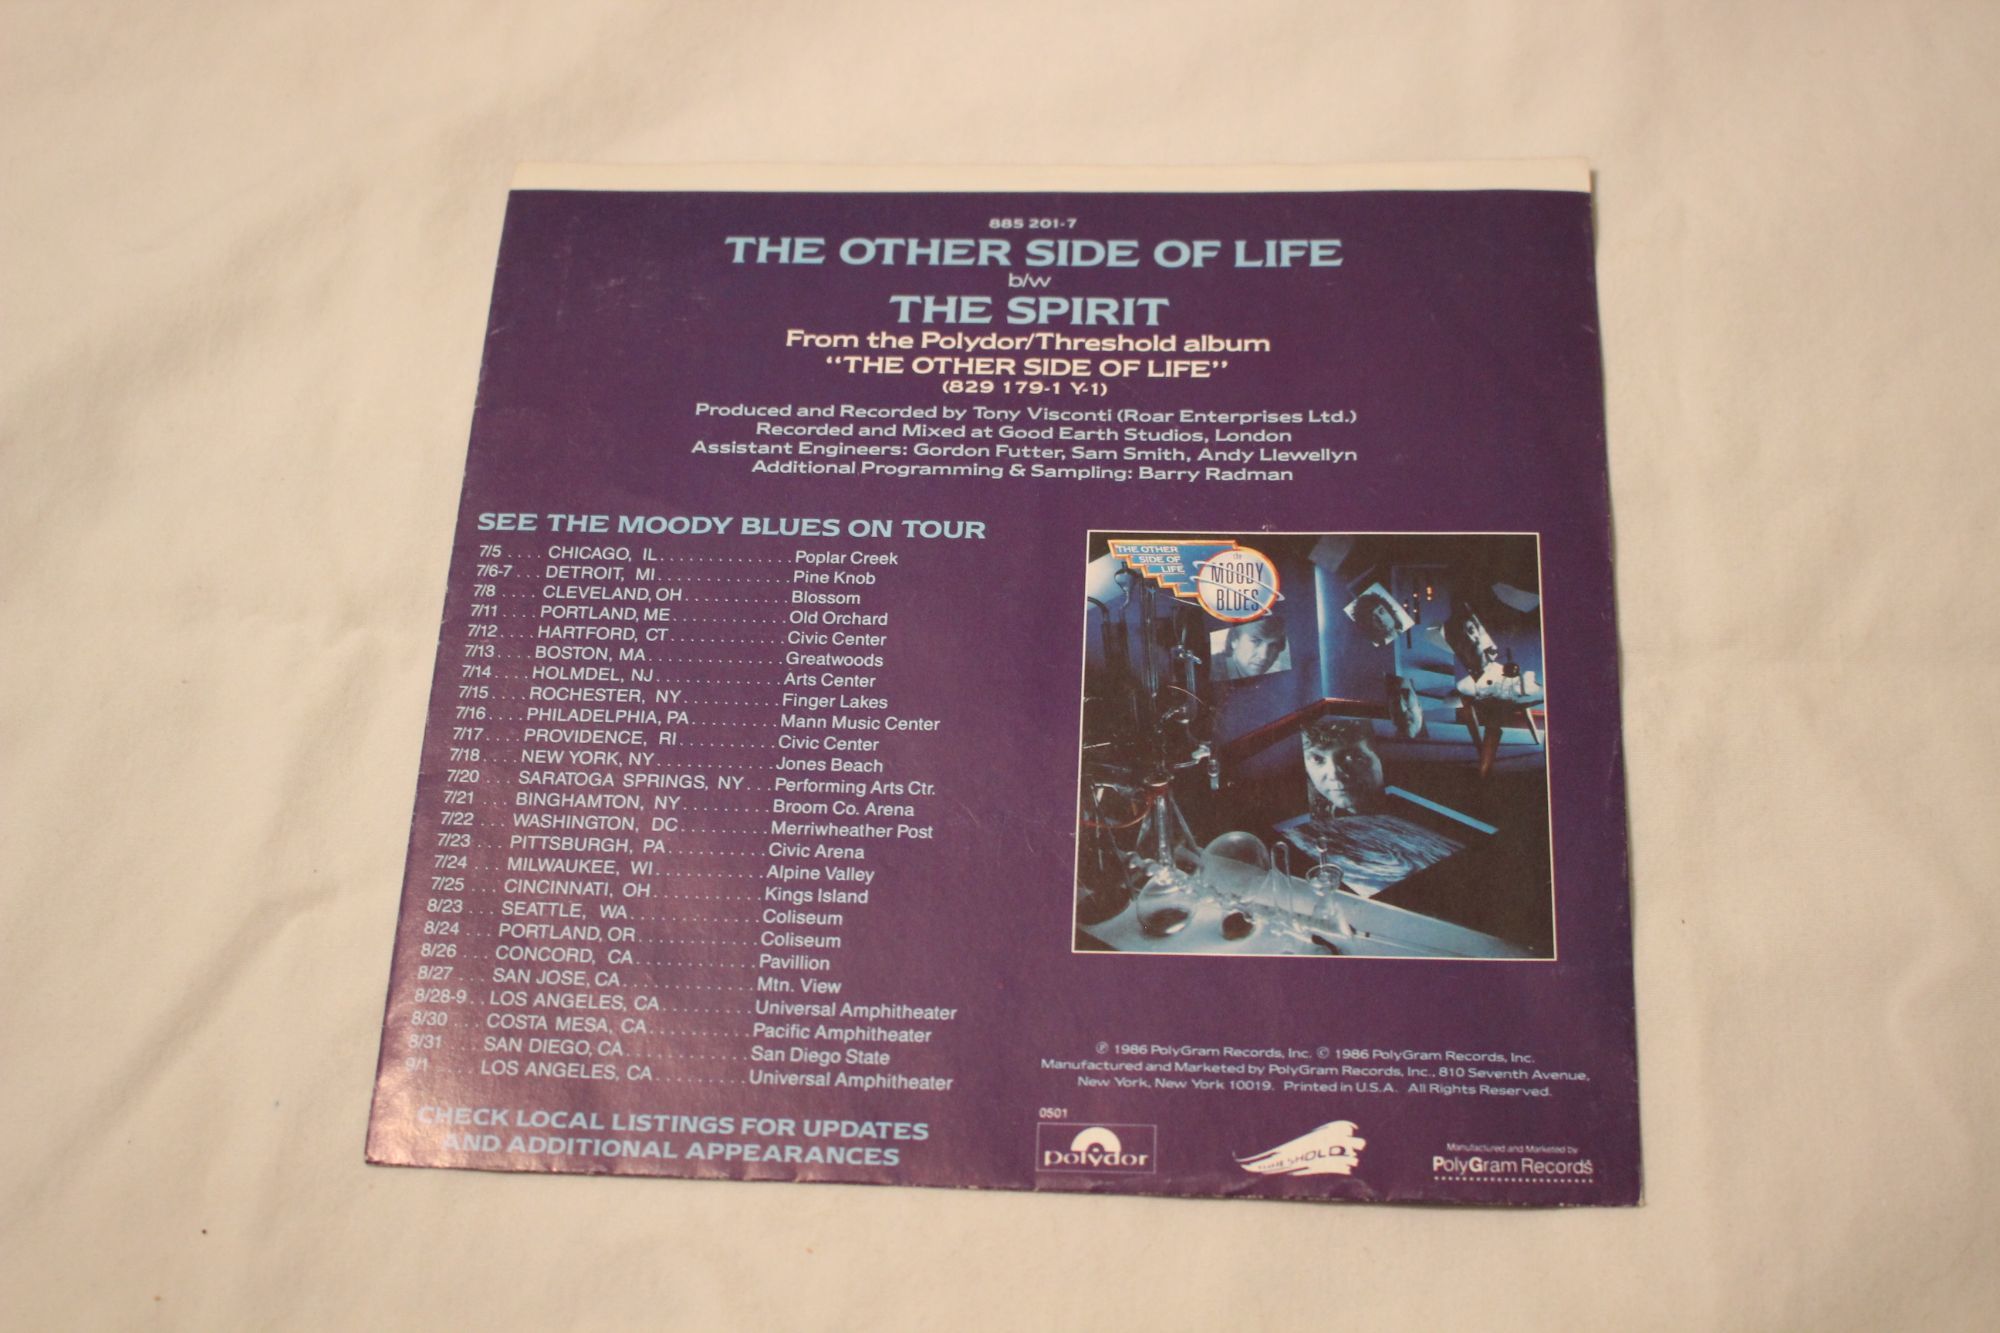 885 201-7
THE OTHER SIDE OF LIFE
b/w
THE SPIRIT
From the Polydor/Threshold album
“THE OTHER SIDE OF LIFE”
(829 179-1 Y-1)
Produced and Recorded by Tony Visconti (Roar Enterprises Ltd.)
Recorded and Mixed at Good Earth Studios, London
Assistant Engineers: Gordon Futter, Sam Smith, Andy Llewellyn
Additional Programming & Sampling: Barry Radman
SEE THE MOODY BLUES ON TOUR
7/5 .... CHICAGO, IL.............. Poplar Creek
7/6-7 ... DETROIT, MI.............. Pine Knob
7/8 ..... CLEVELAND, OH........... Blossom
7/11 .... PORTLAND, ME............ Old Orchard
7/12 .... HARTFORD, CT............ Civic Center
7/13 .... BOSTON, MA.............. Greatwoods
7/14 .... HOLMDEL, NJ............. Arts Center
7/15 .... ROCHESTER, NY.......... Finger Lakes
7/16 .... PHILADELPHIA, PA......... Mann Music Center
7/17 .... PROVIDENCE, RI.......... Civic Center
7/18 .... NEW YORK, NY............ Jones Beach
7/20 ... SARATOGA SPRINGS, NY... Performing Arts Ctr.
7/21 ... BINGHAMTON, NY......... Broom Co. Arena
7/22 ... WASHINGTON, DC......... Merriwheather Post
7/23 ... PITTSBURGH, PA.......... Civic Arena
7/24 ... MILWAUKEE, WI........... Alpine Valley
7/25 ... CINCINNATI, OH........... Kings Island
8/23 ... SEATTLE, WA............. Coliseum
8/24 ... PORTLAND, OR............ Coliseum
8/26 ... CONCORD, CA............ Pavillion
8/27 ... SAN JOSE, CA............. Mtn. View
8/28-9 .. LOS ANGELES, CA......... Universal Amphitheater
8/30 ... COSTA MESA, CA.......... Pacific Amphitheater
8/31 ... SAN DIEGO, CA............ San Diego State
9/1 .... LOS ANGELES, CA......... Universal Amphitheater
CHECK LOCAL LISTINGS FOR UPDATES
AND ADDITIONAL APPEARANCES
THE OTHER
SIDE OF
LIFE
the
MOODY
BLUES
℗ 1986 PolyGram Records, Inc. © 1986 PolyGram Records, Inc.
Manufactured and Marketed by PolyGram Records, Inc., 810 Seventh Avenue,
New York, New York 10019. Printed in U.S.A. All Rights Reserved.
0501
polydor
THRESHOLD
Manufactured and Marketed by
PolyGram Records